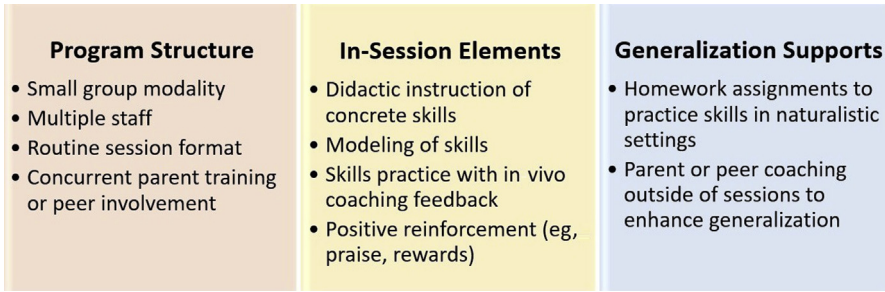 Program Structure
• Small group modality
• Multiple staff
• Routine session format
• Concurrent parent training
or peer involvement
In-Session Elements
• Didactic instruction of
concrete skills
• Modeling of skills
• Skills practice with in vivo
coaching feedback
• Positive reinforcement (eg,
praise, rewards)
Generalization Supports
• Homework assignments to
practice skills in naturalistic
settings
• Parent or peer coaching
outside of sessions to
enhance generalization